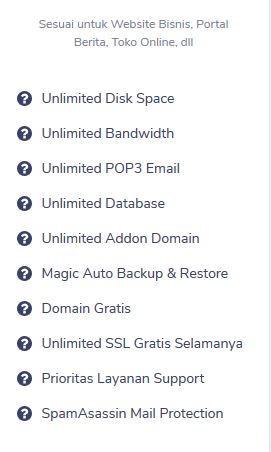 Sesuai untuk Website Bisnis, Portal
Berita, Toko Online, dll
Unlimited Disk Space
Unlimited Bandwidth
Unlimited POP3 Email
Unlimited Database
Unlimited Addon Domain
Magic Auto Backup & Restore
Domain Gratis
Unlimited SSL Gratis Selamanya
Prioritas Layanan Support
SpamAsassin Mail Protection